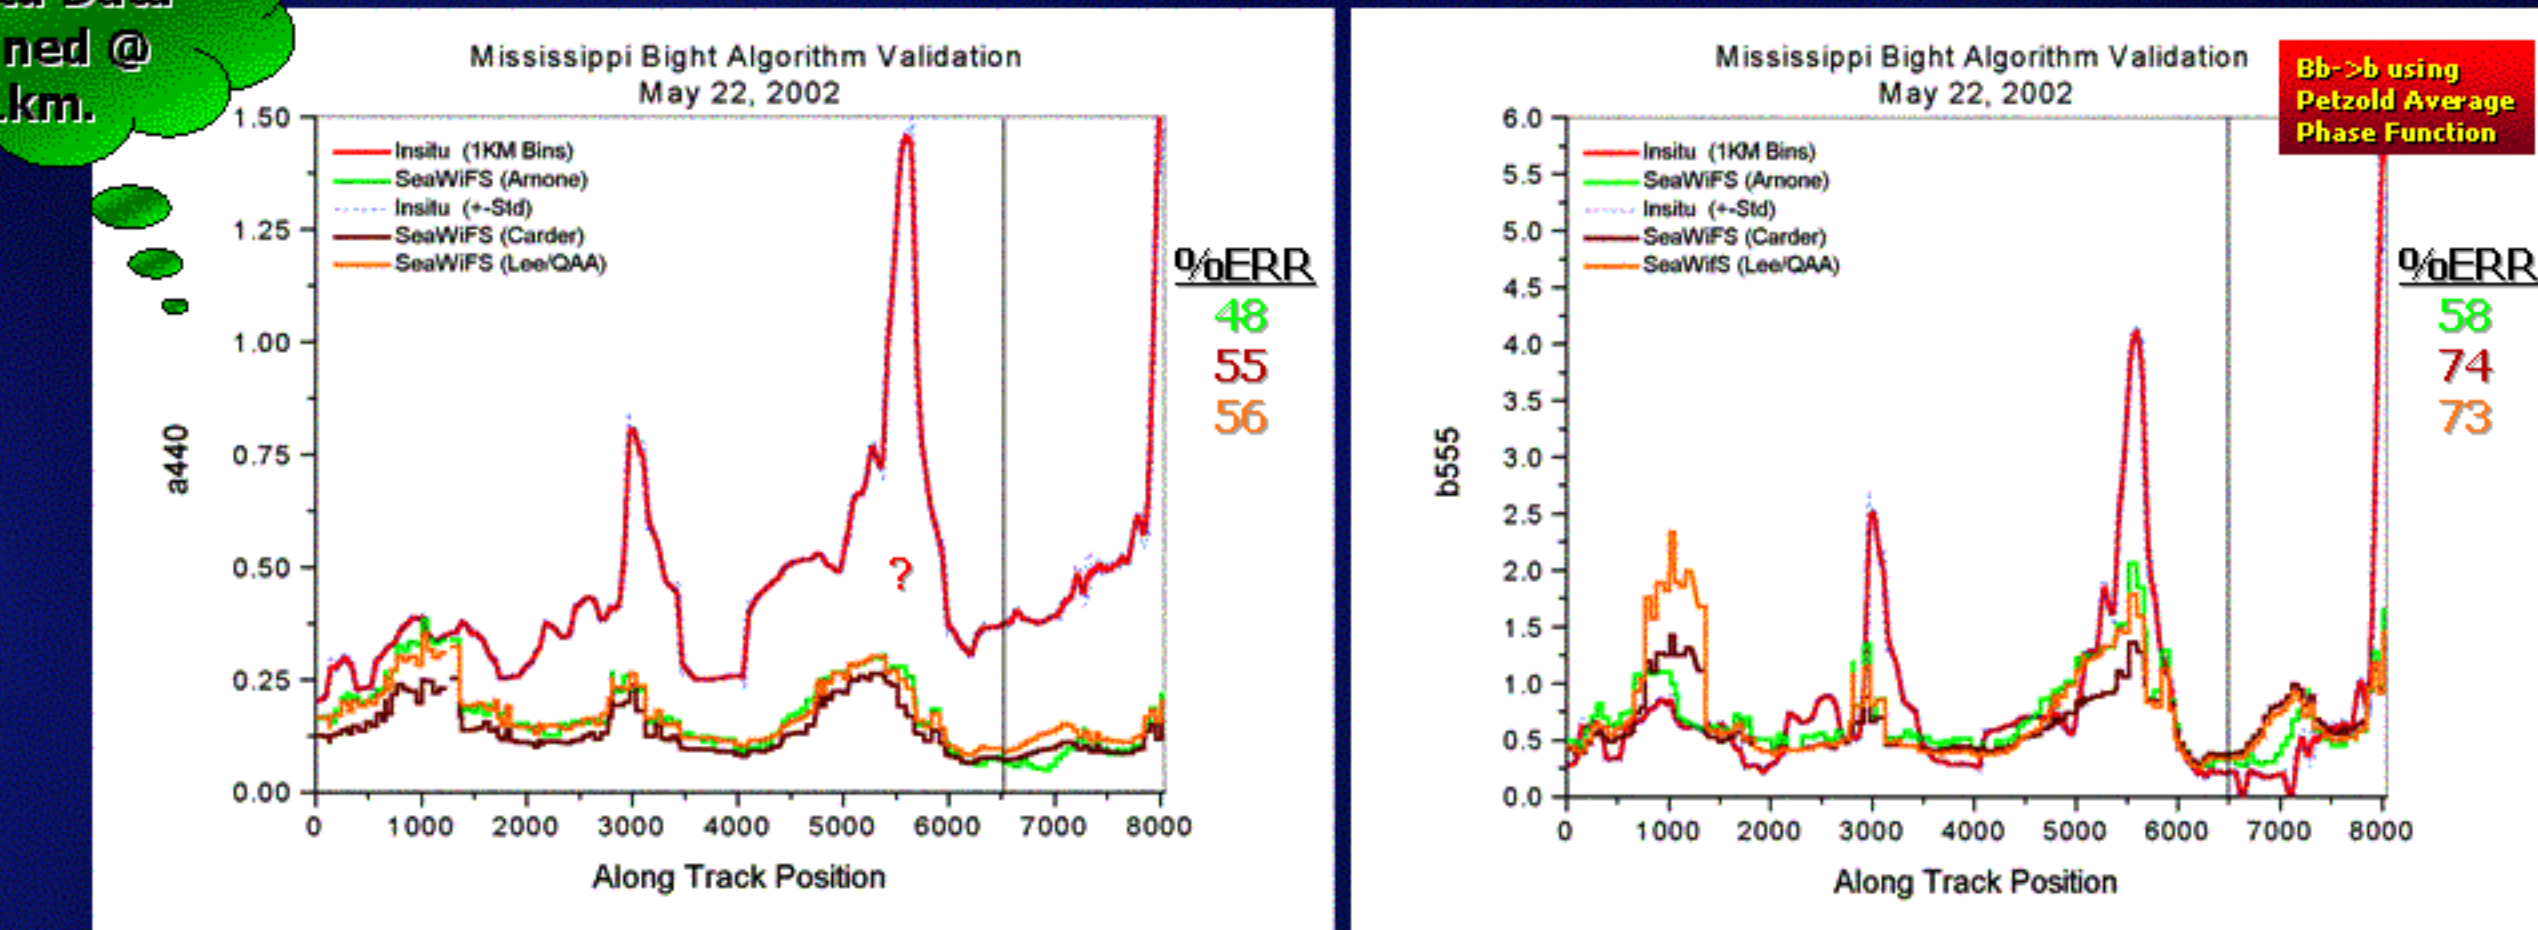 ned @
.km.
Mississippi Bight Algorithm Validation
May 22, 2002
1.50
1.25
1.00
0.75
0.50
0.25
0.00
a440
Insitu (1KM Bins)
SeaWiFS (Arnone)
Insitu (+-Std)
SeaWiFS (Carder)
SeaWiFS (Lee/QAA)
?
0 1000 2000 3000 4000 5000 6000 7000 8000
Along Track Position
%ERR
48
55
56
Mississippi Bight Algorithm Validation
May 22, 2002
Bb->b using
Petzold Average
Phase Function
6.0
5.5
5.0
4.5
4.0
3.5
3.0
2.5
2.0
1.5
1.0
0.5
0.0
b555
Insitu (1KM Bins)
SeaWiFS (Arnone)
Insitu (+-Std)
SeaWiFS (Carder)
SeaWifS (Lee/QAA)
0 1000 2000 3000 4000 5000 6000 7000 8000
Along Track Position
%ERR
58
74
73